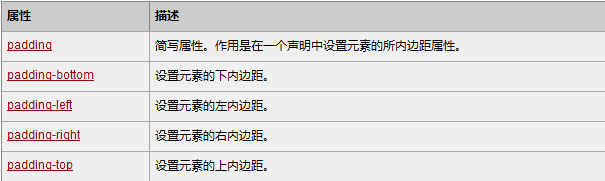 属性 描述
padding 简写属性。作用是在一个声明中设置元素的所内边距属性。
padding-bottom 设置元素的下内边距。
padding-left 设置元素的左内边距。
padding-right 设置元素的右内边距。
padding-top 设置元素的上内边距。